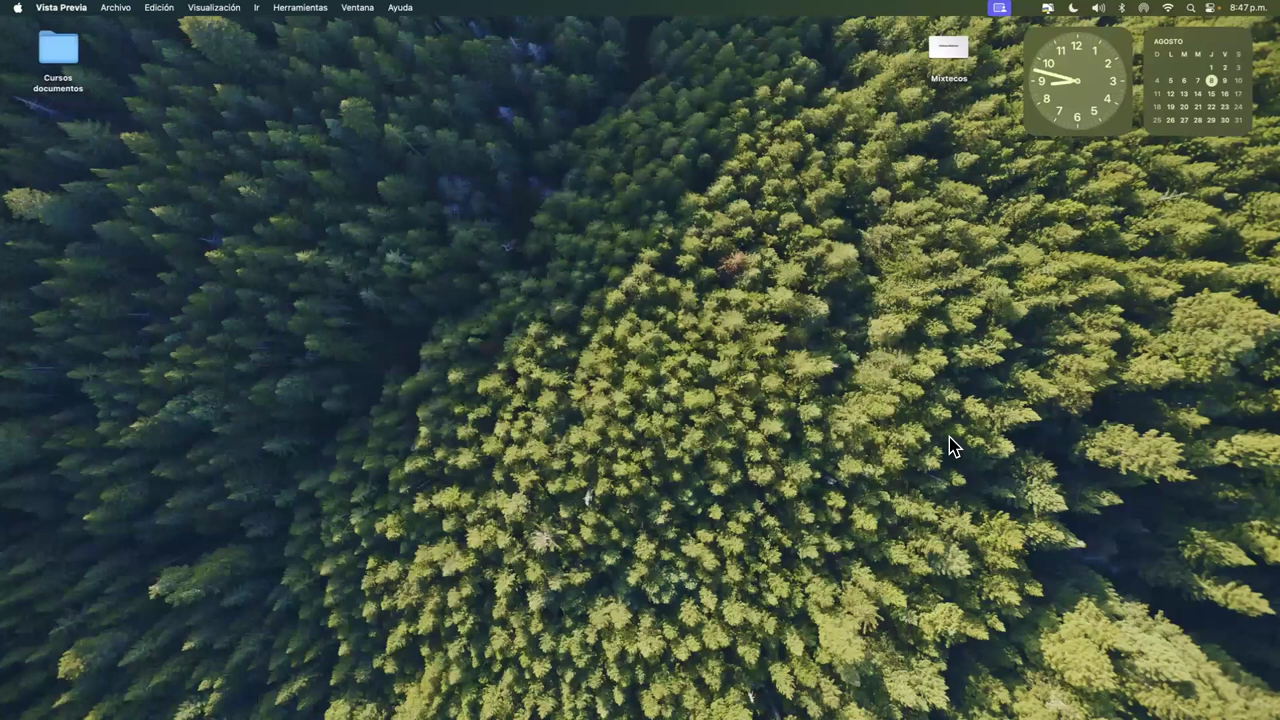 Vista Previa Archivo Edición Visualización Ir Herramientas Ventana Ayuda 8:47 p.m.
Cursos
documentos
Mixtecos
12
1
2
3
4
5
6
7
8
9
10
11
AGOSTO
D L M M J V S
1 2 3
4 5 6 7 8 9 10
11 12 13 14 15 16 17
18 19 20 21 22 23 24
25 26 27 28 29 30 31